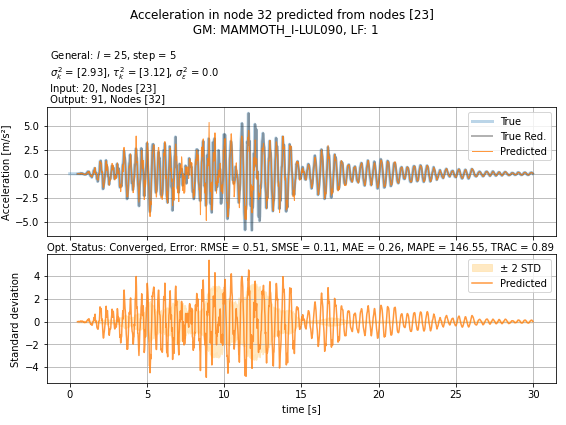 Acceleration in node 32 predicted from nodes [23]
GM: MAMMOTH_I-LUL090, LF: 1
General: l = 25, step = 5
σ²ₖ = [2.93], τ²ₖ = [3.12], σ²ε = 0.0
Input: 20, Nodes [23]
Output: 91, Nodes [32]
True
True Red.
Predicted
Acceleration [m/s²]
5.0
2.5
0.0
−2.5
−5.0
Opt. Status: Converged, Error: RMSE = 0.51, SMSE = 0.11, MAE = 0.26, MAPE = 146.55, TRAC = 0.89
± 2 STD
Predicted
Standard deviation
4
2
0
−2
−4
0 5 10 15 20 25 30
time [s]